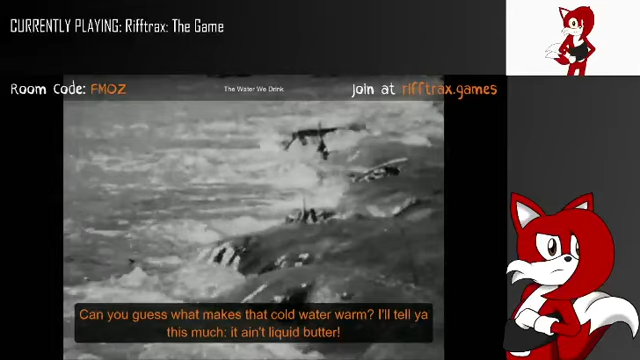 CURRENTLY PLAYING: Rifftrax: The Game
Room Code: FMOZ
The Water We Drink
join at rifftrax.games
Can you guess what makes that cold water warm? I'll tell ya
this much: it ain't liquid butter!